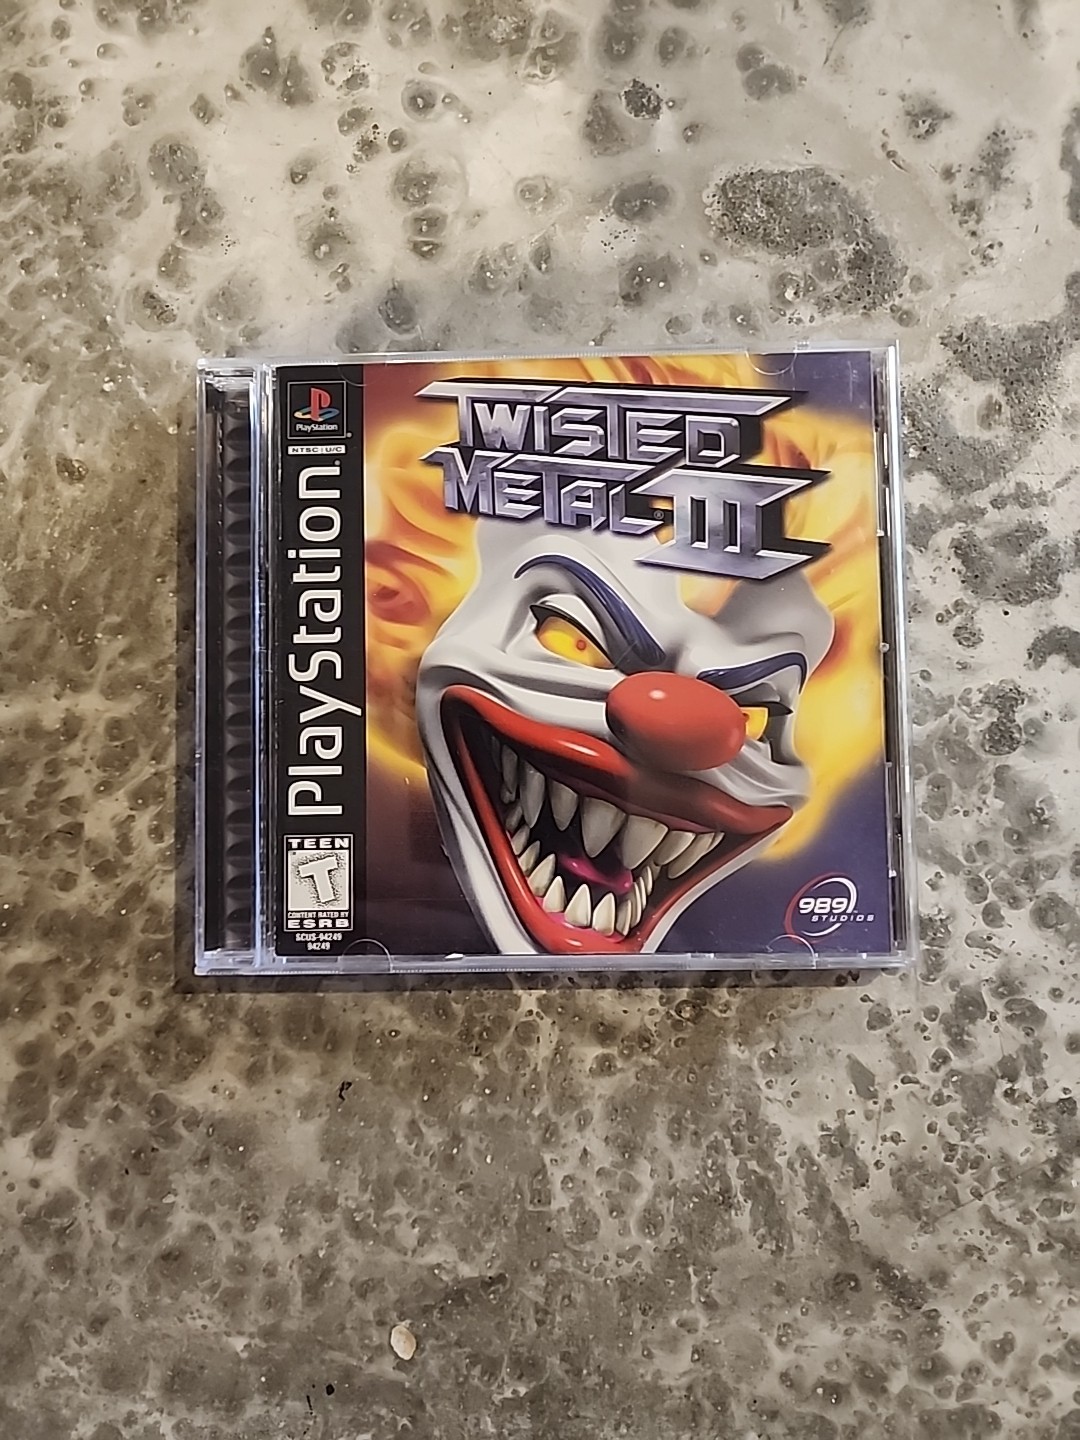 PlayStation
NTSC U/C
PlayStation
TWISTED
METAL III
TEEN
T
CONTENT RATED BY
ESRB
SCUS-94249
94249
989
STUDIOS